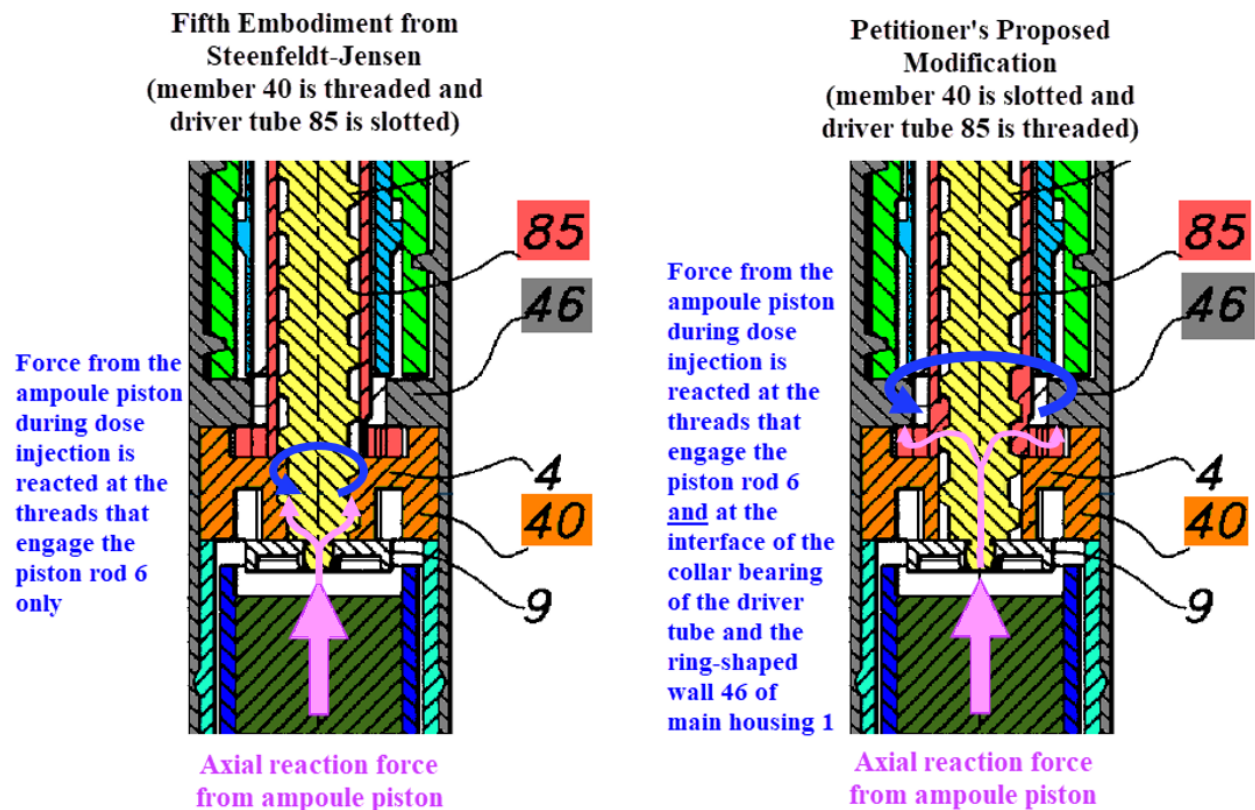 Fifth Embodiment from
Steenfeldt-Jensen
(member 40 is threaded and
driver tube 85 is slotted)
85
46
Force from the
ampoule piston
during dose
injection is
reacted at the
threads that
engage the
piston rod 6
only
4
40
9
Axial reaction force
from ampoule piston
Petitioner's Proposed
Modification
(member 40 is slotted and
driver tube 85 is threaded)
85
46
Force from the
ampoule piston
during dose
injection is
reacted at the
threads that
engage the
piston rod 6
and at the
interface of the
collar bearing
of the driver
tube and the
ring-shaped
wall 46 of
main housing 1
4
40
9
Axial reaction force
from ampoule piston